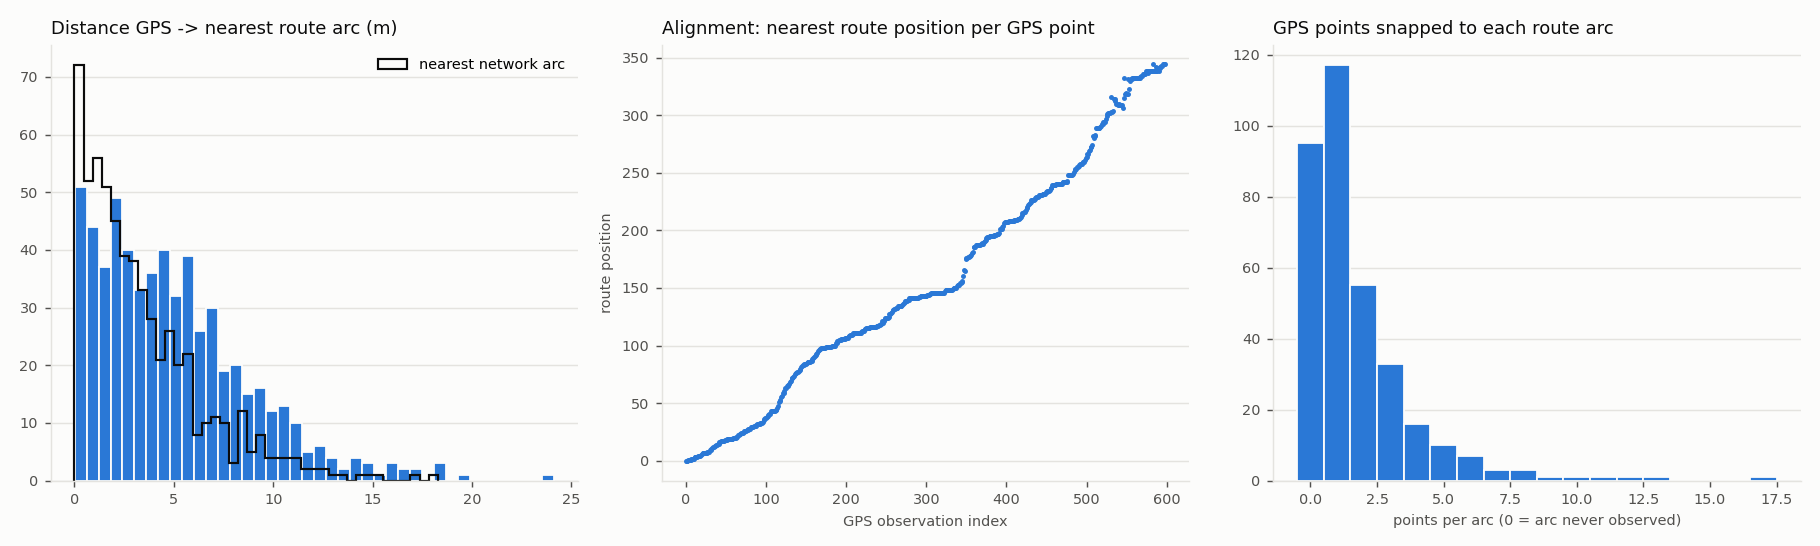 Distance GPS -> nearest route arc (m)
nearest network arc
70
60
50
40
30
20
10
0
0 5 10 15 20 25
Alignment: nearest route position per GPS point
route position
350
300
250
200
150
100
50
0
0 100 200 300 400 500 600
GPS observation index
GPS points snapped to each route arc
120
100
80
60
40
20
0
0.0 2.5 5.0 7.5 10.0 12.5 15.0 17.5
points per arc (0 = arc never observed)